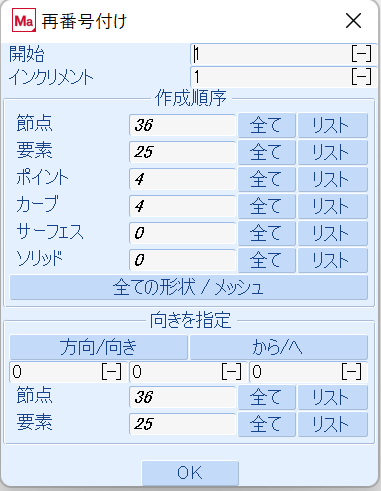 Ma 再番号付け
開始 1 [-]
インクリメント 1 [-]
作成順序
節点 36 全て リスト
要素 25 全て リスト
ポイント 4 全て リスト
カーブ 4 全て リスト
サーフェス 0 全て リスト
ソリッド 0 全て リスト
全ての形状 / メッシュ
向きを指定
方向/向き から/へ
0 [-] 0 [-] 0 [-]
節点 36 全て リスト
要素 25 全て リスト
OK